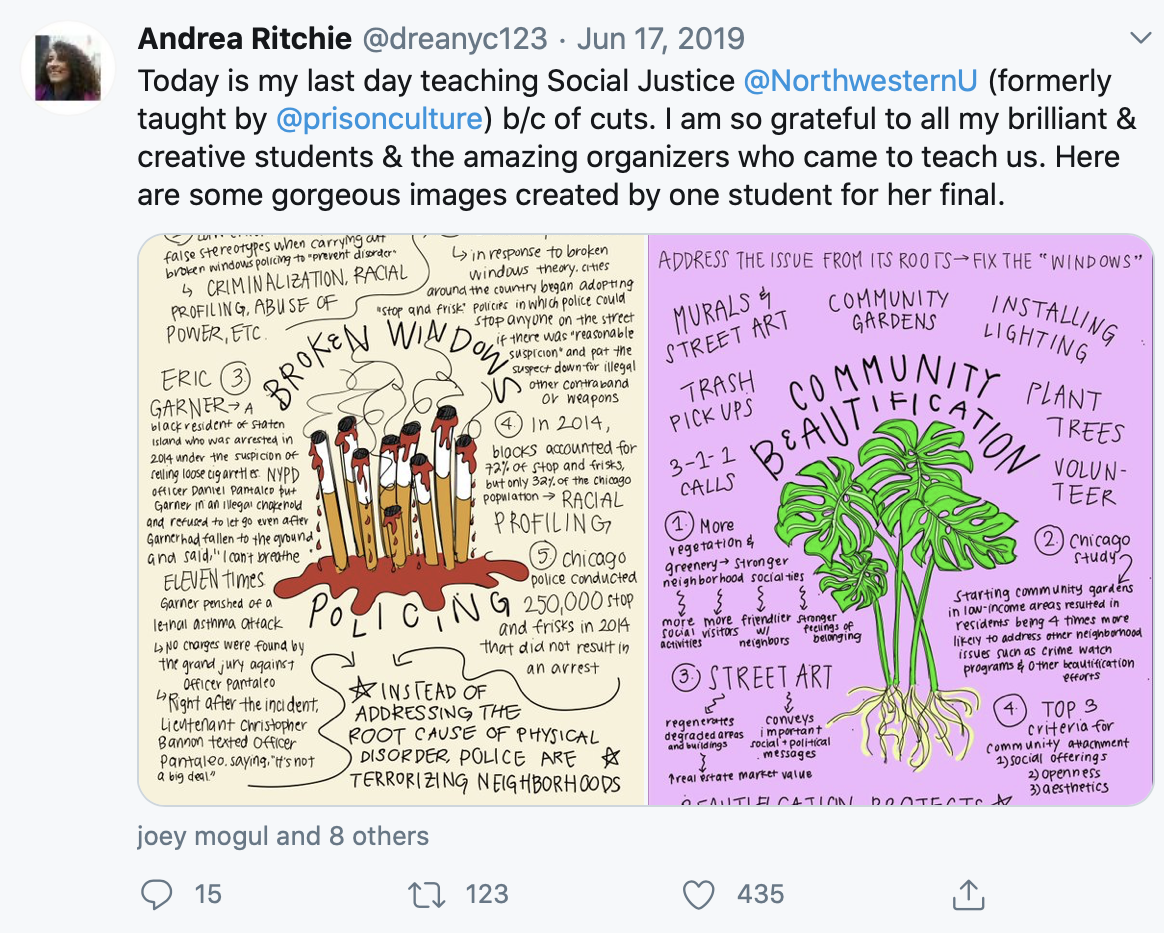 Andrea Ritchie @dreanyc123 · Jun 17, 2019
Today is my last day teaching Social Justice @NorthwesternU (formerly
taught by @prisonculture) b/c of cuts. I am so grateful to all my brilliant &
creative students & the amazing organizers who came to teach us. Here
are some gorgeous images created by one student for her final.
false stereotypes when carrying out
broken windows policing to "prevent disorder"
↳ CRIMINALIZATION, RACIAL
PROFILING, ABUSE OF
POWER, ETC.
↳ in response to broken
windows theory, cities
around the country began adopting
"stop and frisk" policies in which police could
stop anyone on the street
if there was "reasonable
suspicion" and pat the
suspect down for illegal
other contraband
or weapons
BROKEN WINDOWS
ERIC ③
GARNER → A
black resident of Staten
Island who was arrested in
2014 under the suspicion of
selling loose cigarettes. NYPD
officer Daniel Pantaleo put
Garner in an illegal chokehold
and refused to let go even after
Garner had fallen to the ground
and said, "I can't breathe
ELEVEN times
Garner perished of a
lethal asthma attack
↳ No charges were found by
the grand jury against
Officer Pantaleo
↳ Right after the incident,
Lieutenant Christopher
Bannon texted Officer
Pantaleo, saying, "it's not
a big deal"
④ In 2014,
blacks accounted for
72% of stop and frisks,
but only 32% of the Chicago
population → RACIAL
PROFILING
⑤ Chicago
police conducted
250,000 stop
and frisks in 2014
that did not result in
an arrest
POLICING
☆ INSTEAD OF
ADDRESSING THE
ROOT CAUSE OF PHYSICAL
DISORDER, POLICE ARE ☆
TERRORIZING NEIGHBORHOODS
ADDRESS THE ISSUE FROM ITS ROOTS → FIX THE "WINDOWS"
MURALS &
STREET ART
COMMUNITY
GARDENS
INSTALLING
LIGHTING
TRASH
PICK UPS
COMMUNITY
BEAUTIFICATION
PLANT
TREES
3-1-1
CALLS
VOLUN-
TEER
① More
vegetation &
greenery → stronger
neighborhood social ties
more social activities
more visitors
friendlier w/ neighbors
stronger feelings of belonging
② Chicago
study
Starting community gardens
in low-income areas resulted in
residents being 4 times more
likely to address other neighborhood
issues such as crime watch
programs & other beautification
efforts
③ STREET ART
regenerates
degraded areas
and buildings
↑ real estate market value
conveys
important
social + political
messages
④ TOP 3
criteria for
community attachment
1) social offerings
2) openness
3) aesthetics
BEAUTIFICATION PROTECTS ☆
joey mogul and 8 others
15 123 435